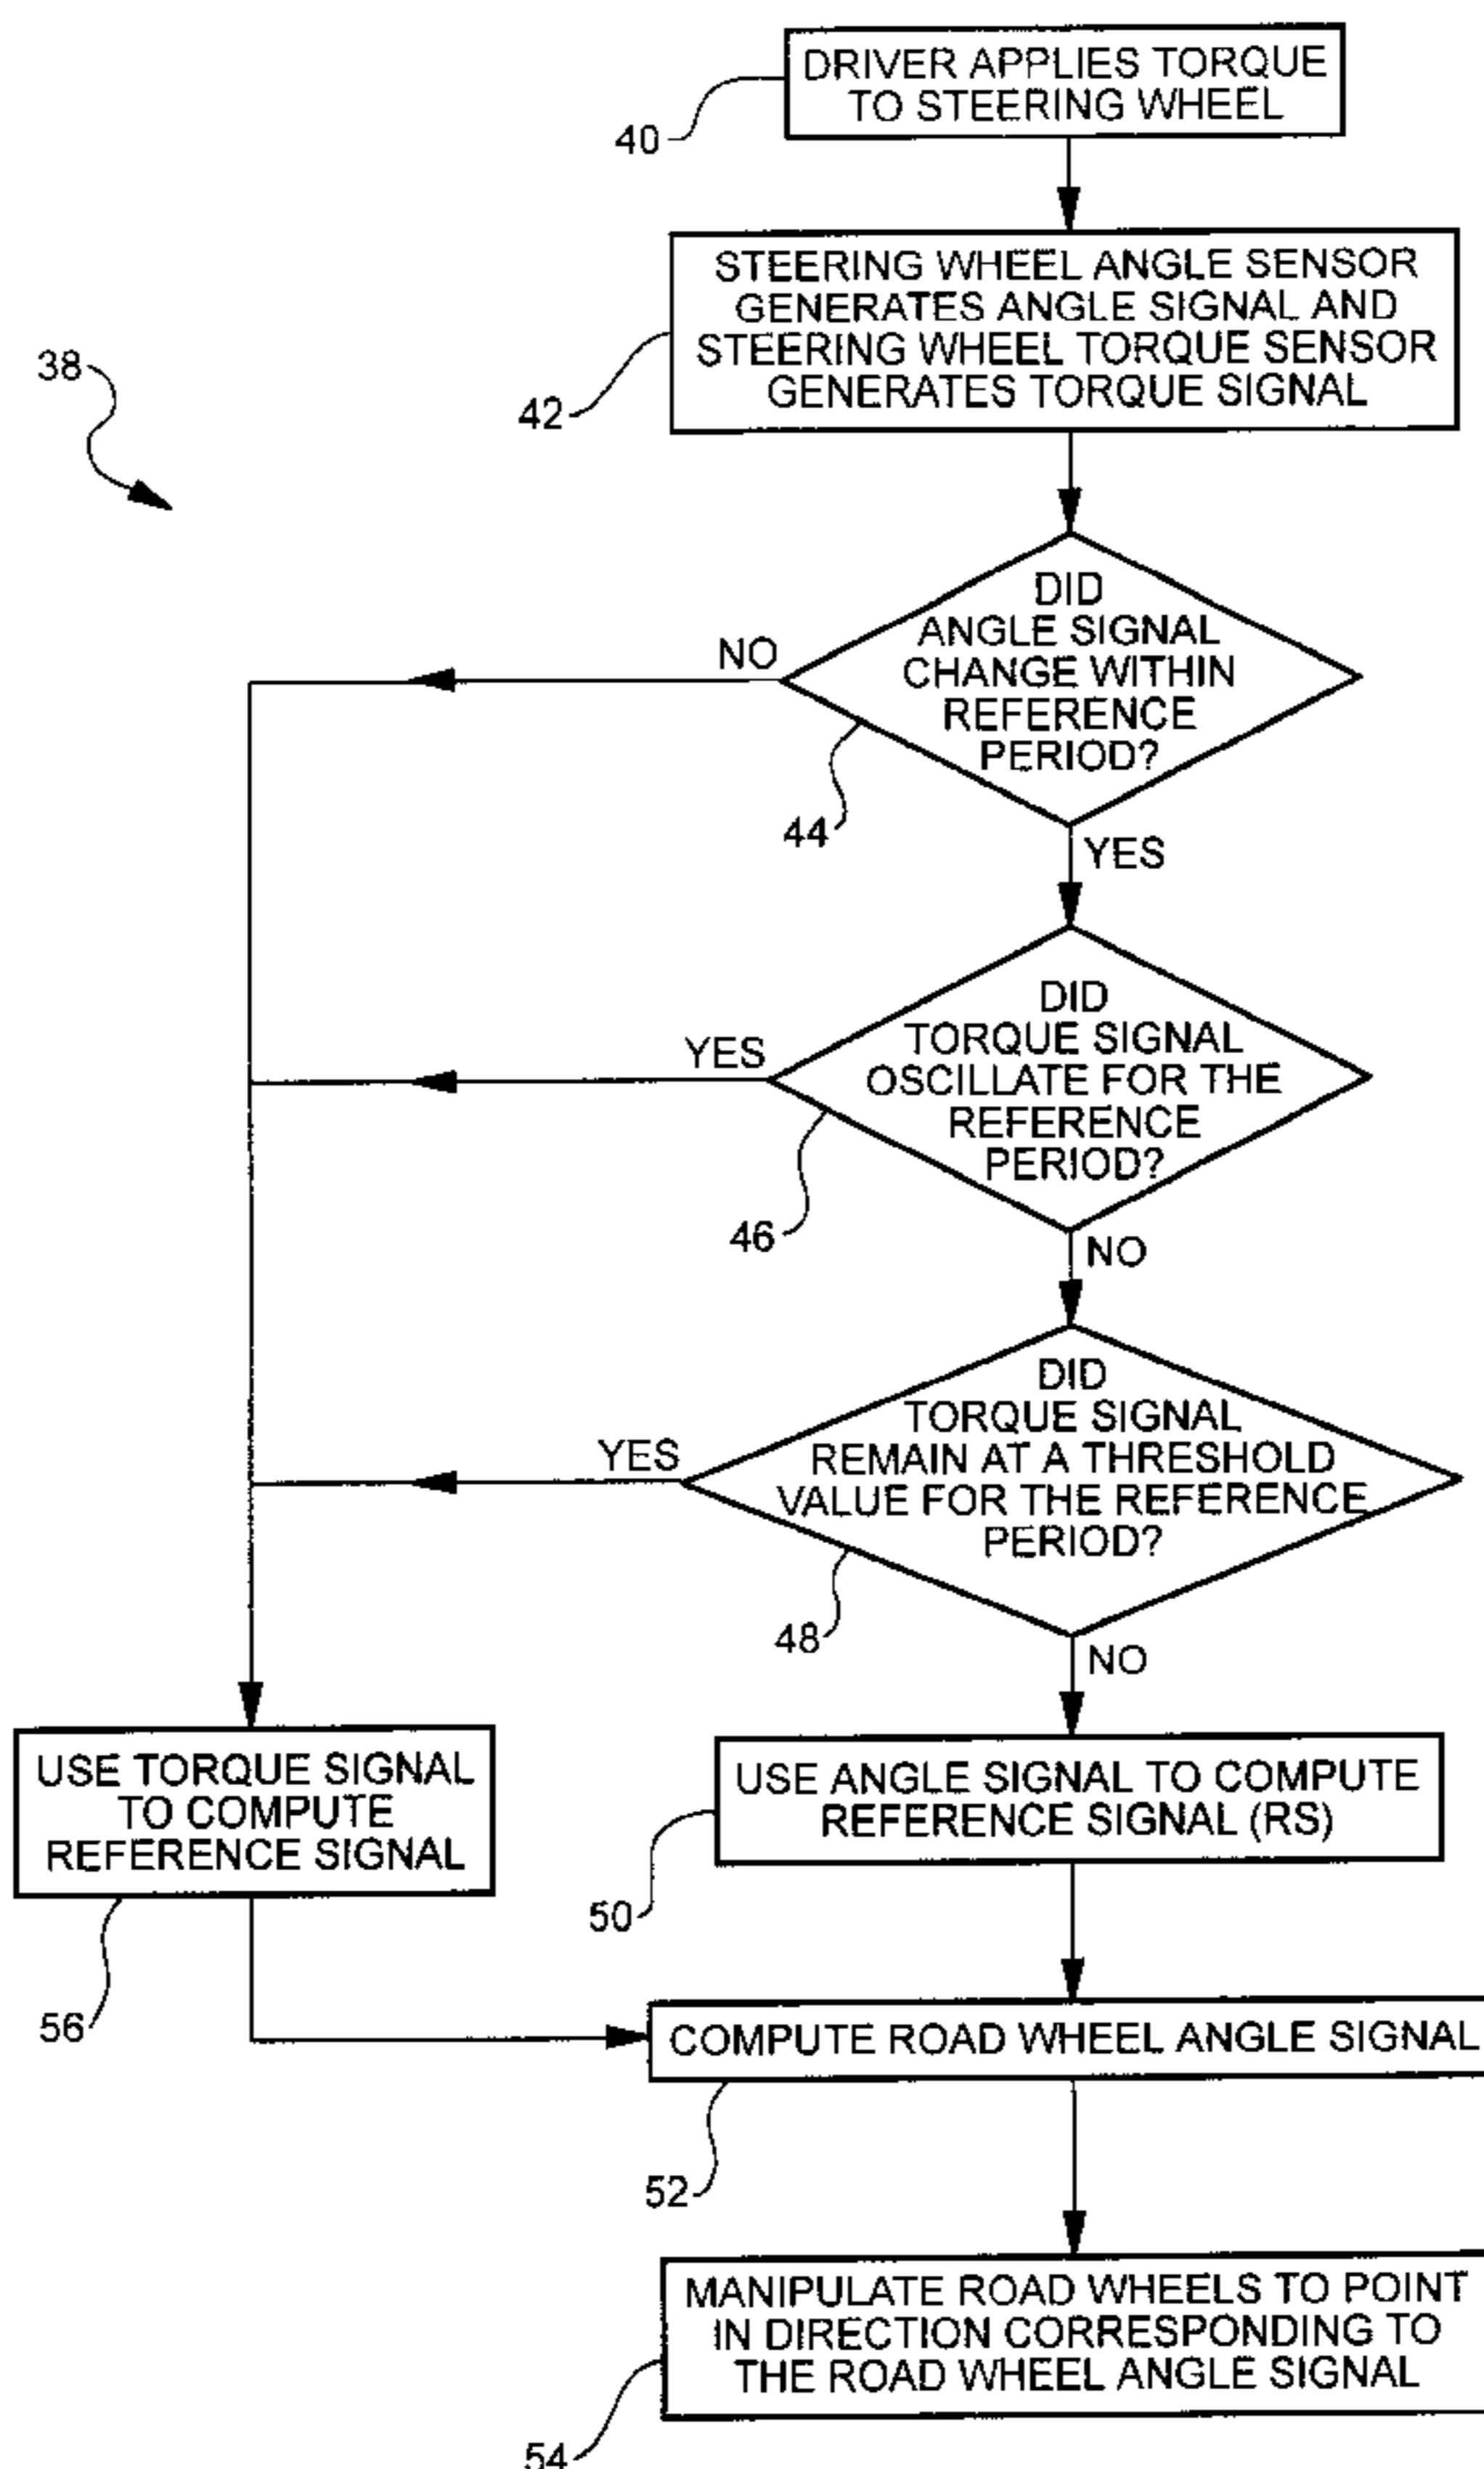 DRIVER APPLIES TORQUE
TO STEERING WHEEL
40
STEERING WHEEL ANGLE SENSOR
GENERATES ANGLE SIGNAL AND
STEERING WHEEL TORQUE SENSOR
GENERATES TORQUE SIGNAL
38
42
DID
ANGLE SIGNAL
CHANGE WITHIN
REFERENCE
PERIOD?
NO
44
YES
DID
TORQUE SIGNAL
OSCILLATE FOR THE
REFERENCE
PERIOD?
YES
46
NO
DID
TORQUE SIGNAL
REMAIN AT A THRESHOLD
VALUE FOR THE REFERENCE
PERIOD?
YES
48
NO
USE TORQUE SIGNAL
TO COMPUTE
REFERENCE SIGNAL
56
USE ANGLE SIGNAL TO COMPUTE
REFERENCE SIGNAL (RS)
50
COMPUTE ROAD WHEEL ANGLE SIGNAL
52
MANIPULATE ROAD WHEELS TO POINT
IN DIRECTION CORRESPONDING TO
THE ROAD WHEEL ANGLE SIGNAL
54